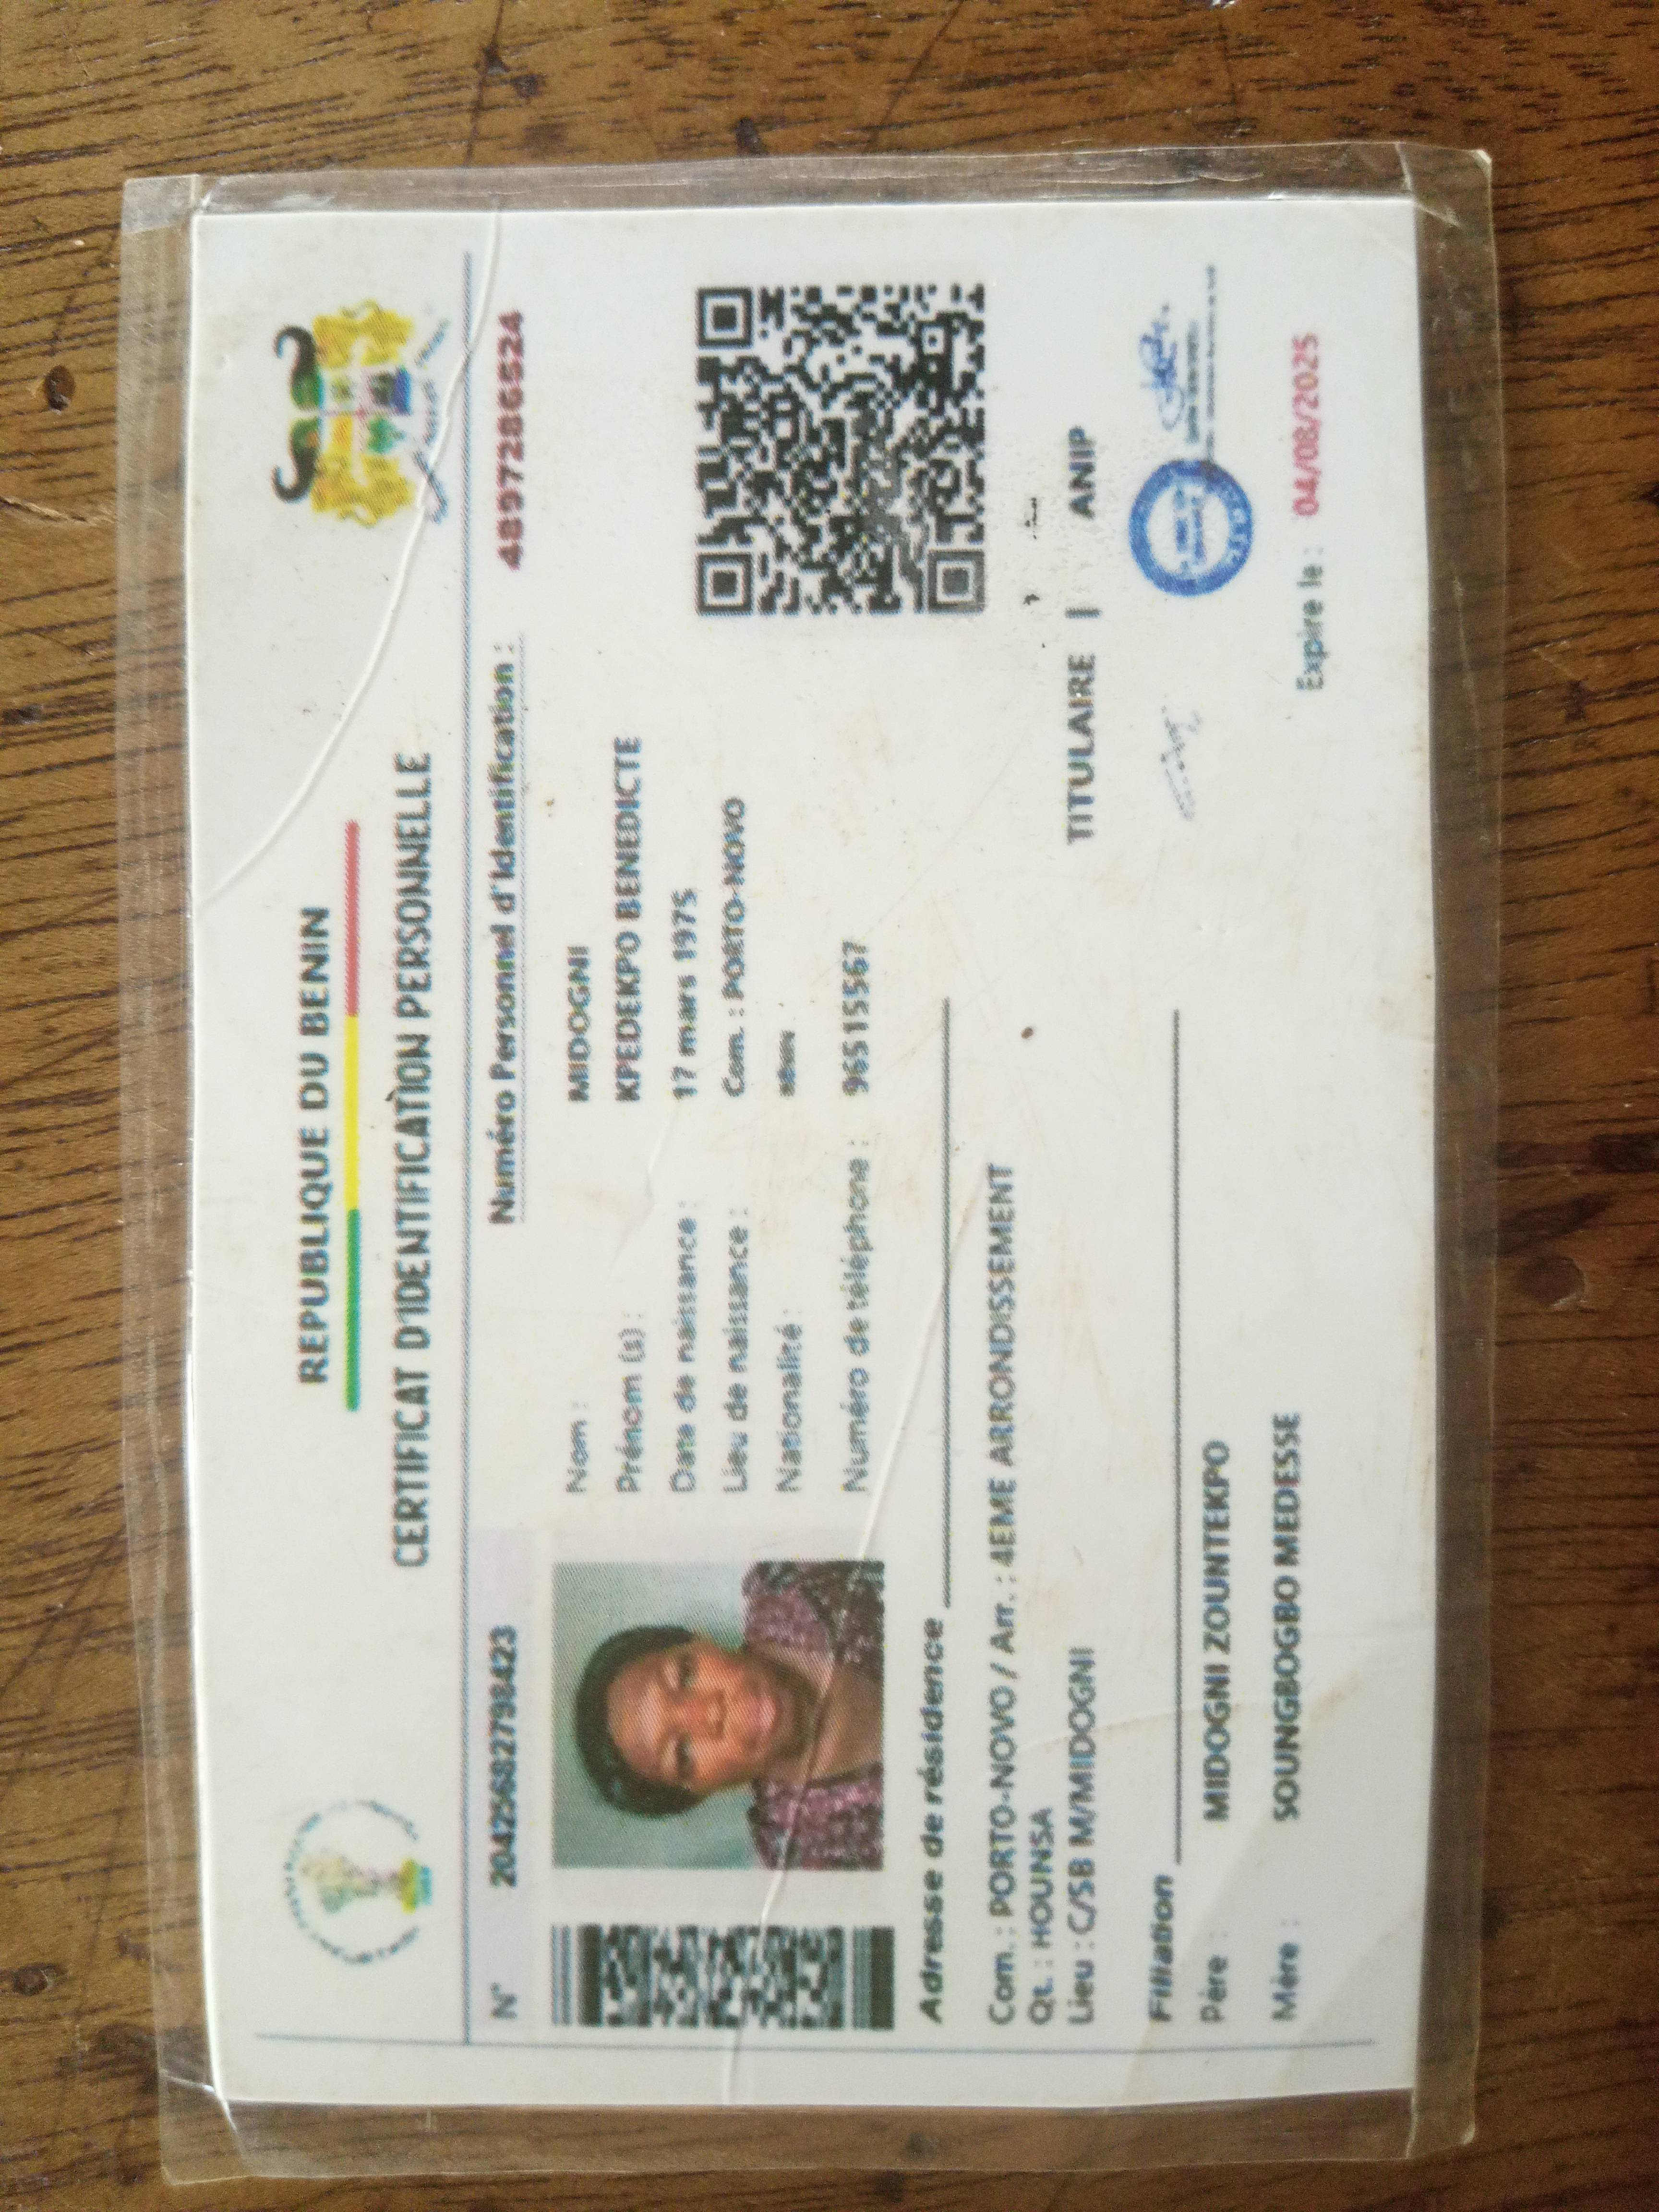 REPUBLIQUE DU BENIN
CERTIFICAT D'IDENTIFICATION PERSONNELLE
N° 20425682798423
Numéro Personnel d'Identification : 4897286524
Nom : MIDOGNI
Prénom (s) : KPEDEKPO BENEDICTE
Date de naissance : 17 mars 1975
Lieu de naissance : Com. : PORTO-NOVO
Nationalité :
Numéro de téléphone : 96515567
Adresse de résidence
Com. : PORTO-NOVO / Arr. : 4EME ARRONDISSEMENT
Qt. : HOUNSA
Lieu : C/SB M/MIDOGNI
TITULAIRE | ANIP
Filiation
Père : MIDOGNI ZOUNTEKPO
Mère : SOUNGBOGBO MEDESSE
Expire le : 04/08/2025